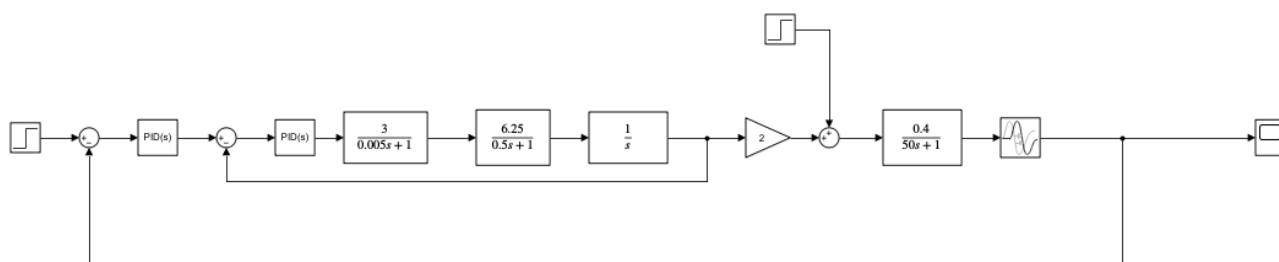 PID(s)
PID(s)
3
0.005s + 1
6.25
0.5s + 1
1
s
2
0.4
50s + 1